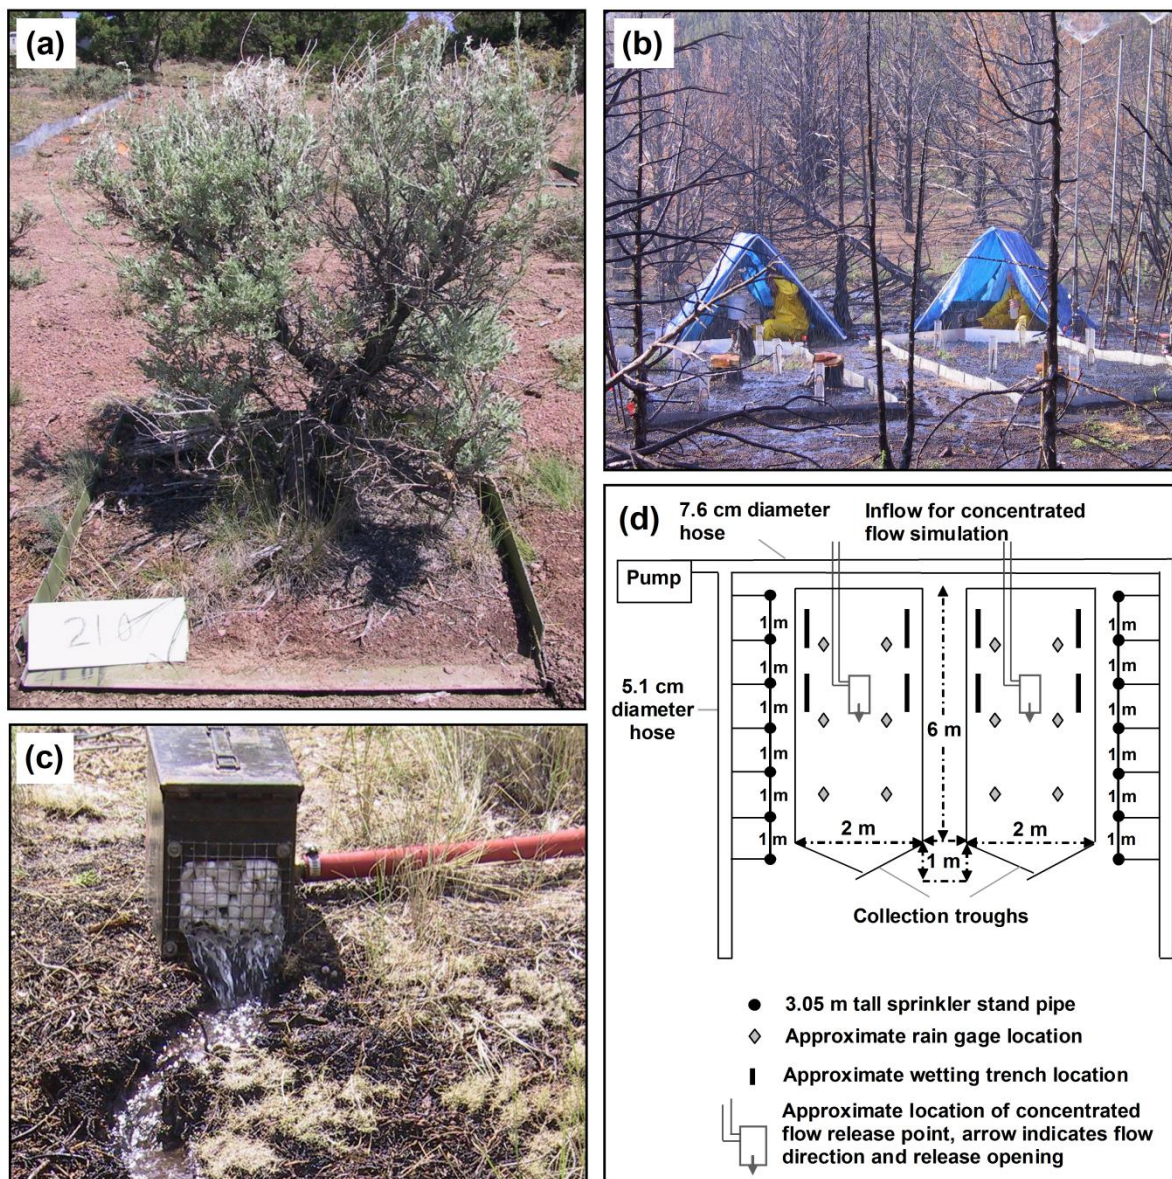 (a)
210
(b)
(c)
(d)
7.6 cm diameter
hose
Inflow for concentrated
flow simulation
Pump
5.1 cm
diameter
hose
1 m
1 m
1 m
1 m
1 m
1 m
6 m
1 m
1 m
1 m
1 m
1 m
1 m
2 m
2 m
1 m
Collection troughs
3.05 m tall sprinkler stand pipe
Approximate rain gage location
Approximate wetting trench location
Approximate location of concentrated
flow release point, arrow indicates flow
direction and release opening